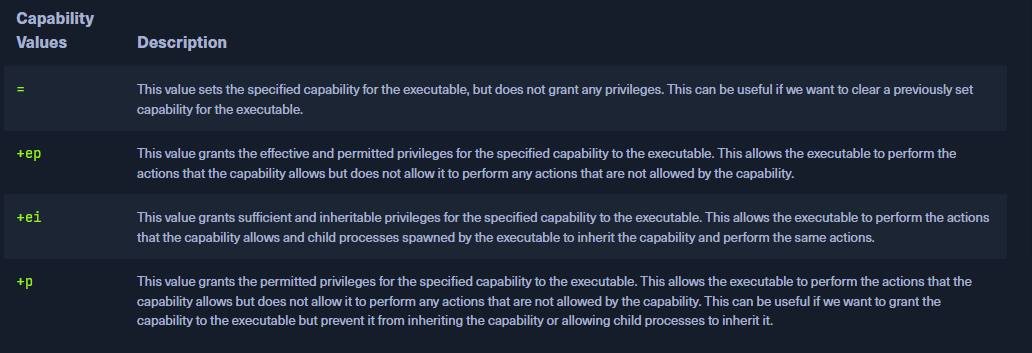 Capability
Values Description
= This value sets the specified capability for the executable, but does not grant any privileges. This can be useful if we want to clear a previously set
capability for the executable.
+ep This value grants the effective and permitted privileges for the specified capability to the executable. This allows the executable to perform the
actions that the capability allows but does not allow it to perform any actions that are not allowed by the capability.
+ei This value grants sufficient and inheritable privileges for the specified capability to the executable. This allows the executable to perform the actions
that the capability allows and child processes spawned by the executable to inherit the capability and perform the same actions.
+p This value grants the permitted privileges for the specified capability to the executable. This allows the executable to perform the actions that the
capability allows but does not allow it to perform any actions that are not allowed by the capability. This can be useful if we want to grant the
capability to the executable but prevent it from inheriting the capability or allowing child processes to inherit it.